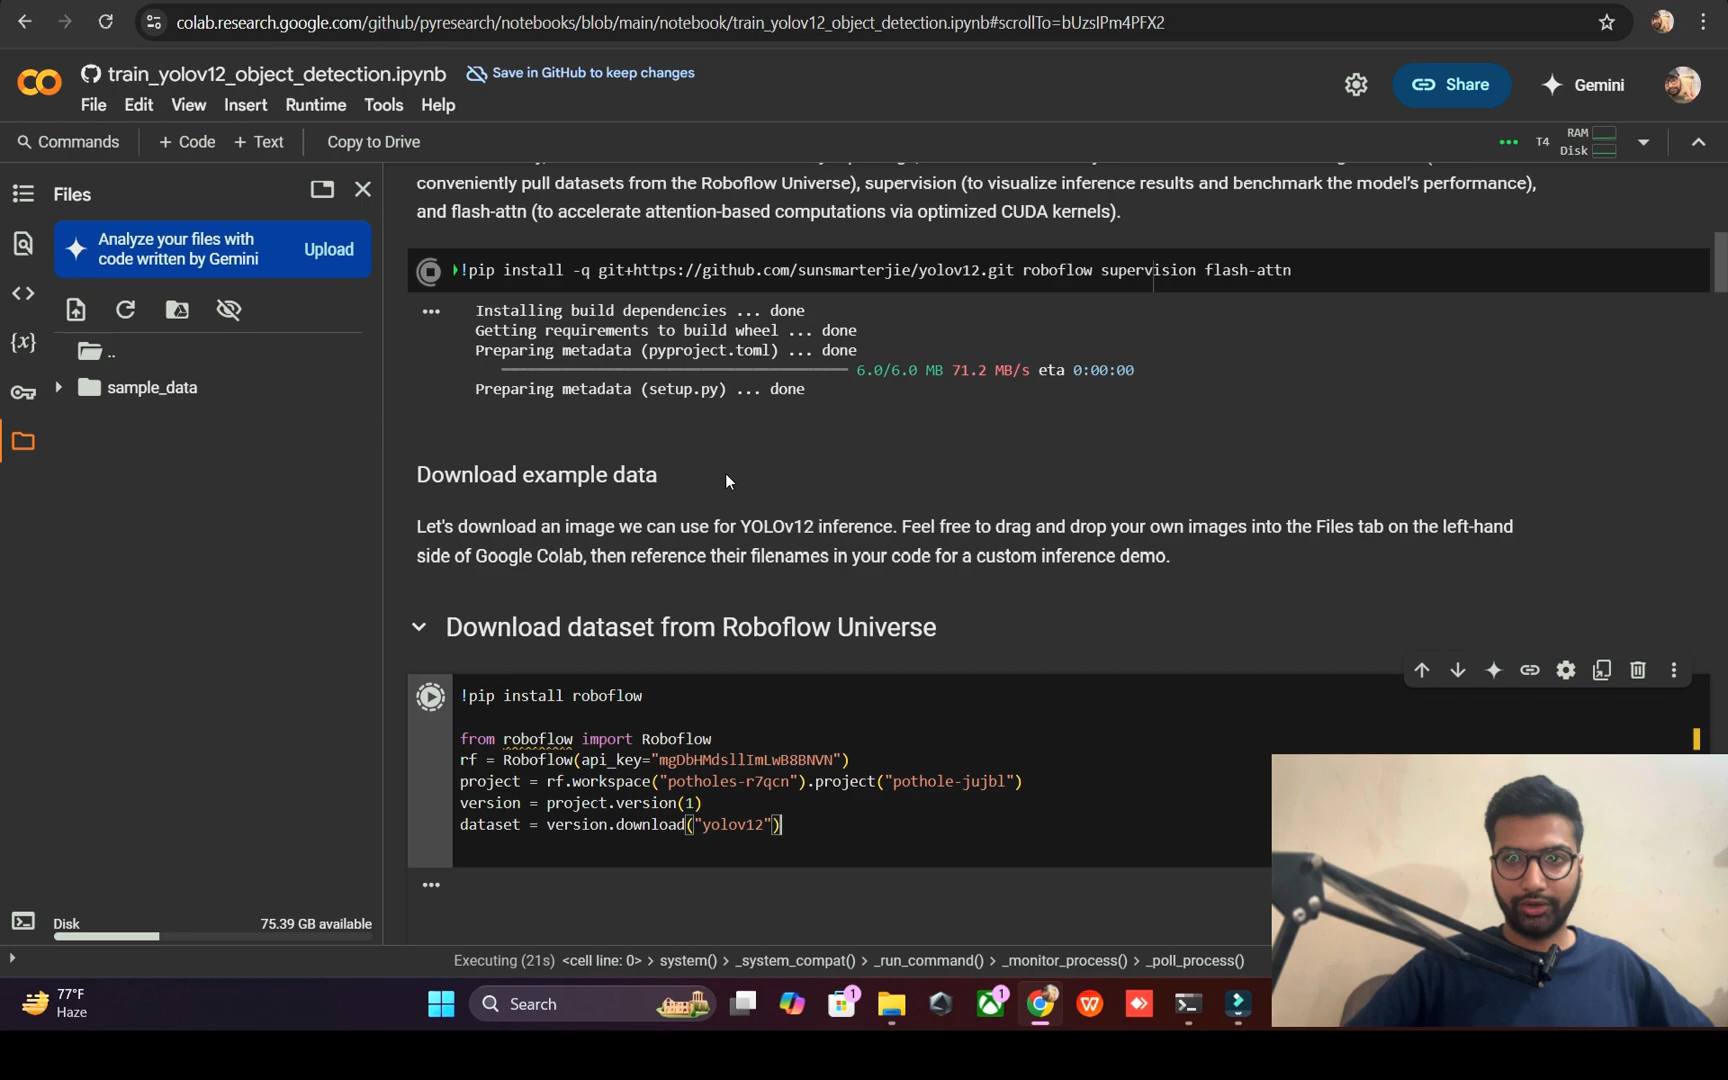 colab.research.google.com/github/pyresearch/notebooks/blob/main/notebook/train_yolov12_object_detection.ipynb#scrollTo=bUzsIPm4PFX2
train_yolov12_object_detection.ipynb
Save in GitHub to keep changes
File Edit View Insert Runtime Tools Help
Share
Gemini
Commands
+ Code + Text
Copy to Drive
T4
RAM
Disk
Files
Analyze your files with
code written by Gemini
Upload
..
sample_data
Disk
75.39 GB available
conveniently pull datasets from the Roboflow Universe), supervision (to visualize inference results and benchmark the model's performance),
and flash-attn (to accelerate attention-based computations via optimized CUDA kernels).
!pip install -q git+https://github.com/sunsmarterjie/yolov12.git roboflow supervision flash-attn
Installing build dependencies ... done
Getting requirements to build wheel ... done
Preparing metadata (pyproject.toml) ... done
6.0/6.0 MB 71.2 MB/s eta 0:00:00
Preparing metadata (setup.py) ... done
Download example data
Let's download an image we can use for YOLOv12 inference. Feel free to drag and drop your own images into the Files tab on the left-hand
side of Google Colab, then reference their filenames in your code for a custom inference demo.
Download dataset from Roboflow Universe
!pip install roboflow
from roboflow import Roboflow
rf = Roboflow(api_key="mgDbHMdsllImLwB8BNVN")
project = rf.workspace("potholes-r7qcn").project("pothole-jujbl")
version = project.version(1)
dataset = version.download("yolov12")
Executing (21s) <cell line: 0> > system() > _system_compat() > _run_command() > _monitor_process() > _poll_process()
77°F
Haze
Search
1
1